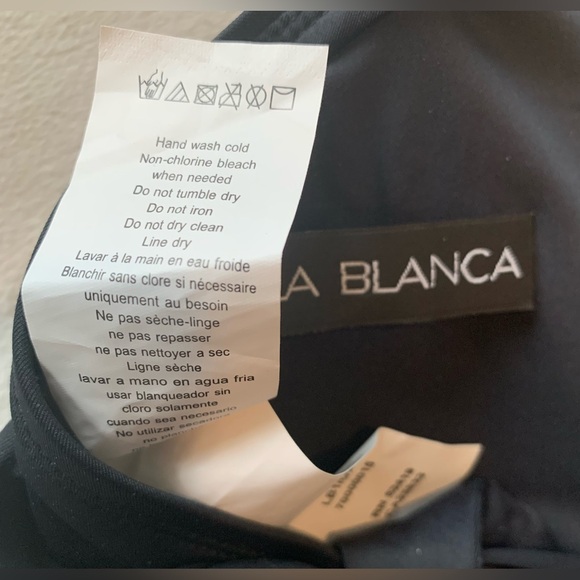 Hand wash cold
Non-chlorine bleach
when needed
Do not tumble dry
Do not iron
Do not dry clean
Line dry
Lavar à la main en eau froide
Blanchir sans clore si nécessaire
uniquement au besoin
Ne pas sèche-linge
ne pas repasser
ne pas nettoyer a sec
Ligne sèche
lavar a mano en agua fria
usar blanqueador sin
cloro solamente
cuando sea necesario
No utilizar
no
A BLANCA